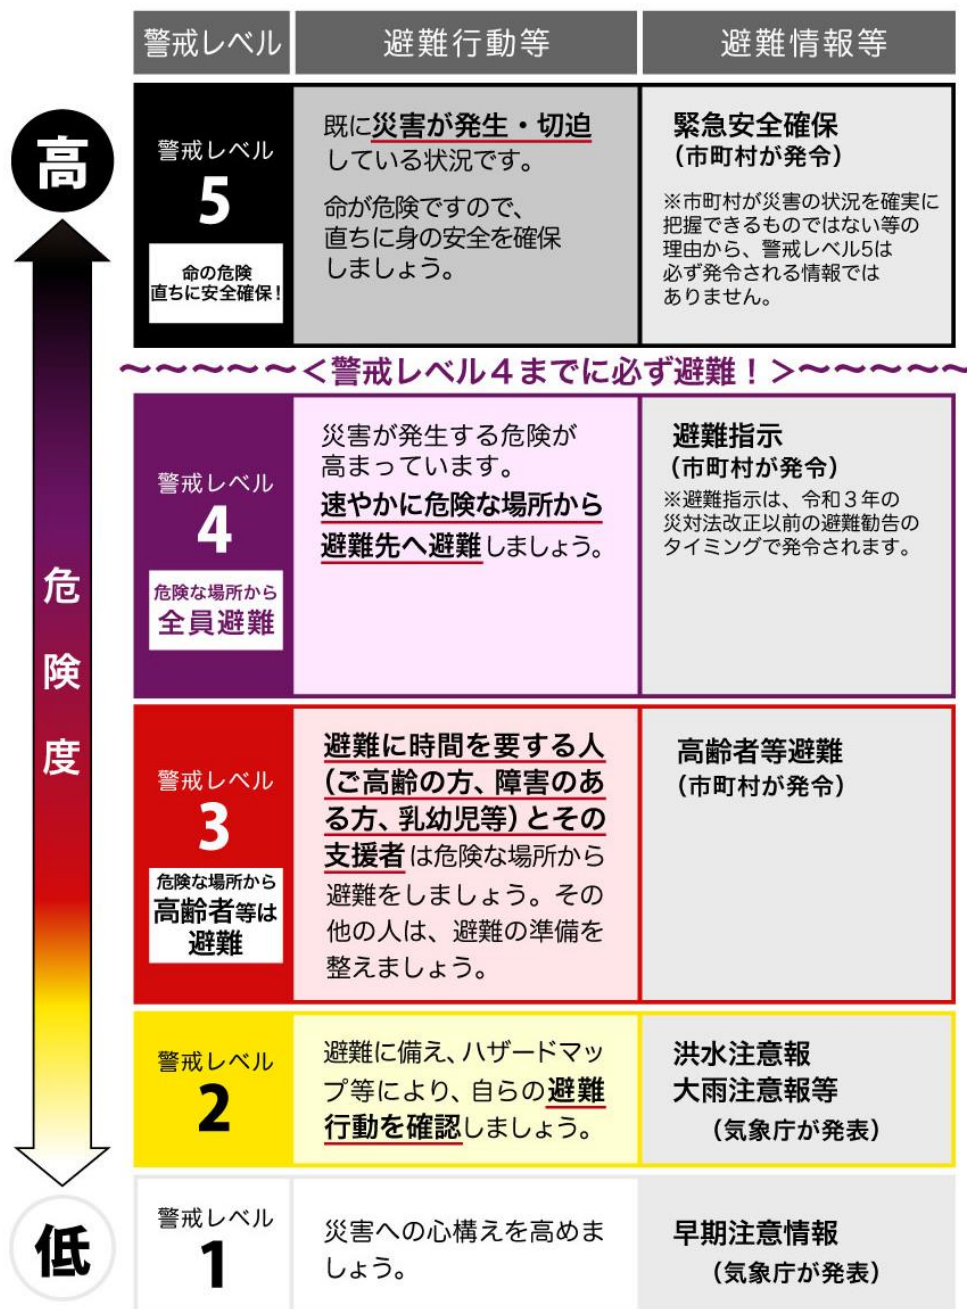 警戒レベル 避難行動等 避難情報等
高
危険度
低
警戒レベル
5
命の危険
直ちに安全確保！
既に災害が発生・切迫
している状況です。
命が危険ですので、
直ちに身の安全を確保
しましょう。
緊急安全確保
（市町村が発令）
※市町村が災害の状況を確実に
把握できるものではない等の
理由から、警戒レベル5は
必ず発令される情報では
ありません。
〜〜〜〜〜＜警戒レベル４までに必ず避難！＞〜〜〜〜〜
警戒レベル
4
危険な場所から
全員避難
災害が発生する危険が
高まっています。
速やかに危険な場所から
避難先へ避難しましょう。
避難指示
（市町村が発令）
※避難指示は、令和３年の
災対法改正以前の避難勧告の
タイミングで発令されます。
警戒レベル
3
危険な場所から
高齢者等は
避難
避難に時間を要する人
（ご高齢の方、障害のあ
る方、乳幼児等）とその
支援者は危険な場所から
避難をしましょう。その
他の人は、避難の準備を
整えましょう。
高齢者等避難
（市町村が発令）
警戒レベル
2
避難に備え、ハザードマッ
プ等により、自らの避難
行動を確認しましょう。
洪水注意報
大雨注意報等
（気象庁が発表）
警戒レベル
1
災害への心構えを高めま
しょう。
早期注意情報
（気象庁が発表）